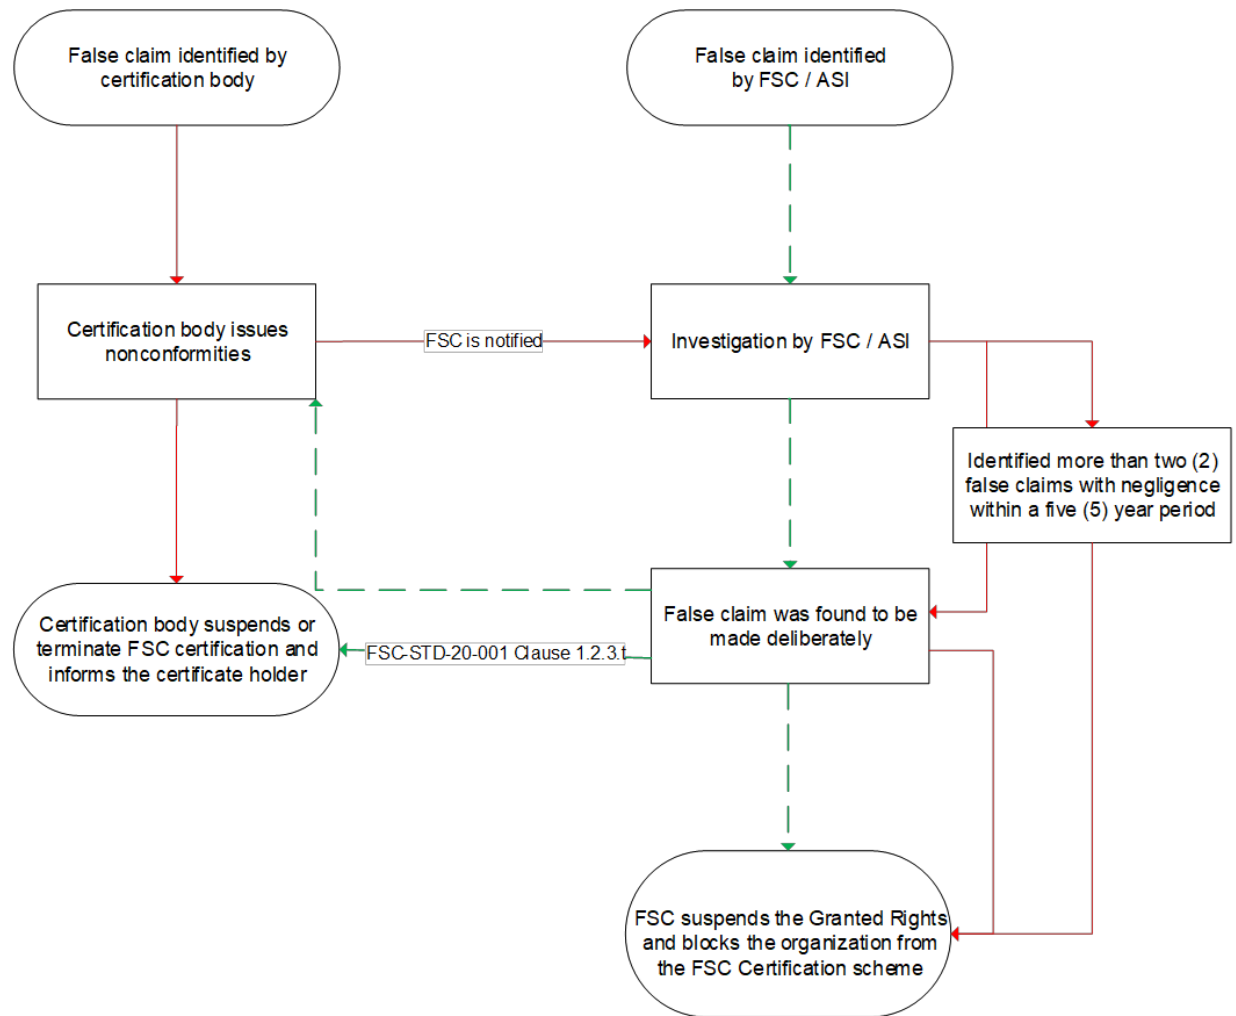 False claim identified by
certification body
False claim identified
by FSC / ASI
Certification body issues
nonconformities
FSC is notified
Investigation by FSC / ASI
Identified more than two (2)
false claims with negligence
within a five (5) year period
False claim was found to be
made deliberately
Certification body suspends or
terminate FSC certification and
informs the certificate holder
FSC-STD-20-001 Clause 1.2.3.t
FSC suspends the Granted Rights
and blocks the organization from
the FSC Certification scheme